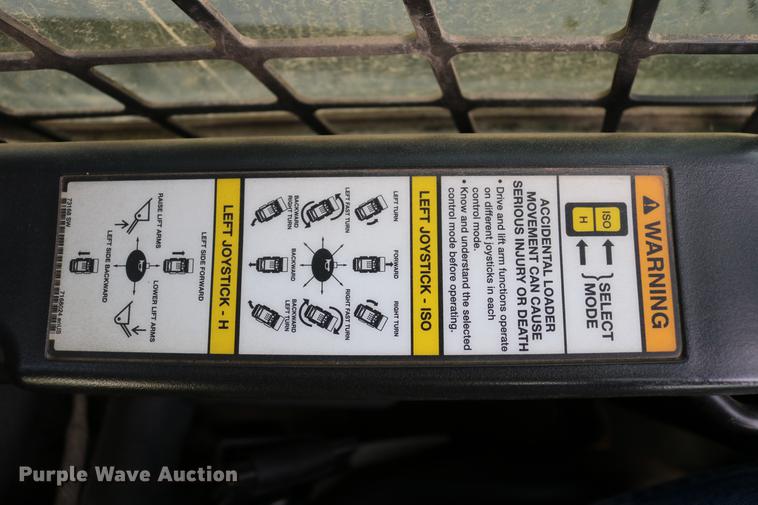 WARNING
ISO
H
SELECT
MODE
ACCIDENTAL LOADER
MOVEMENT CAN CAUSE
SERIOUS INJURY OR DEATH
• Drive and lift arm functions operate
on different joysticks in each
control mode.
• Know and understand the selected
control mode before operating.
LEFT JOYSTICK - ISO
LEFT TURN
FORWARD
RIGHT TURN
LEFT FAST TURN
RIGHT FAST TURN
BACKWARD
RIGHT TURN
BACKWARD
BACKWARD
LEFT TURN
LEFT JOYSTICK - H
LEFT SIDE FORWARD
RAISE LIFT ARMS
LOWER LIFT ARMS
LEFT SIDE BACKWARD
7168024 enUS
Purple Wave Auction